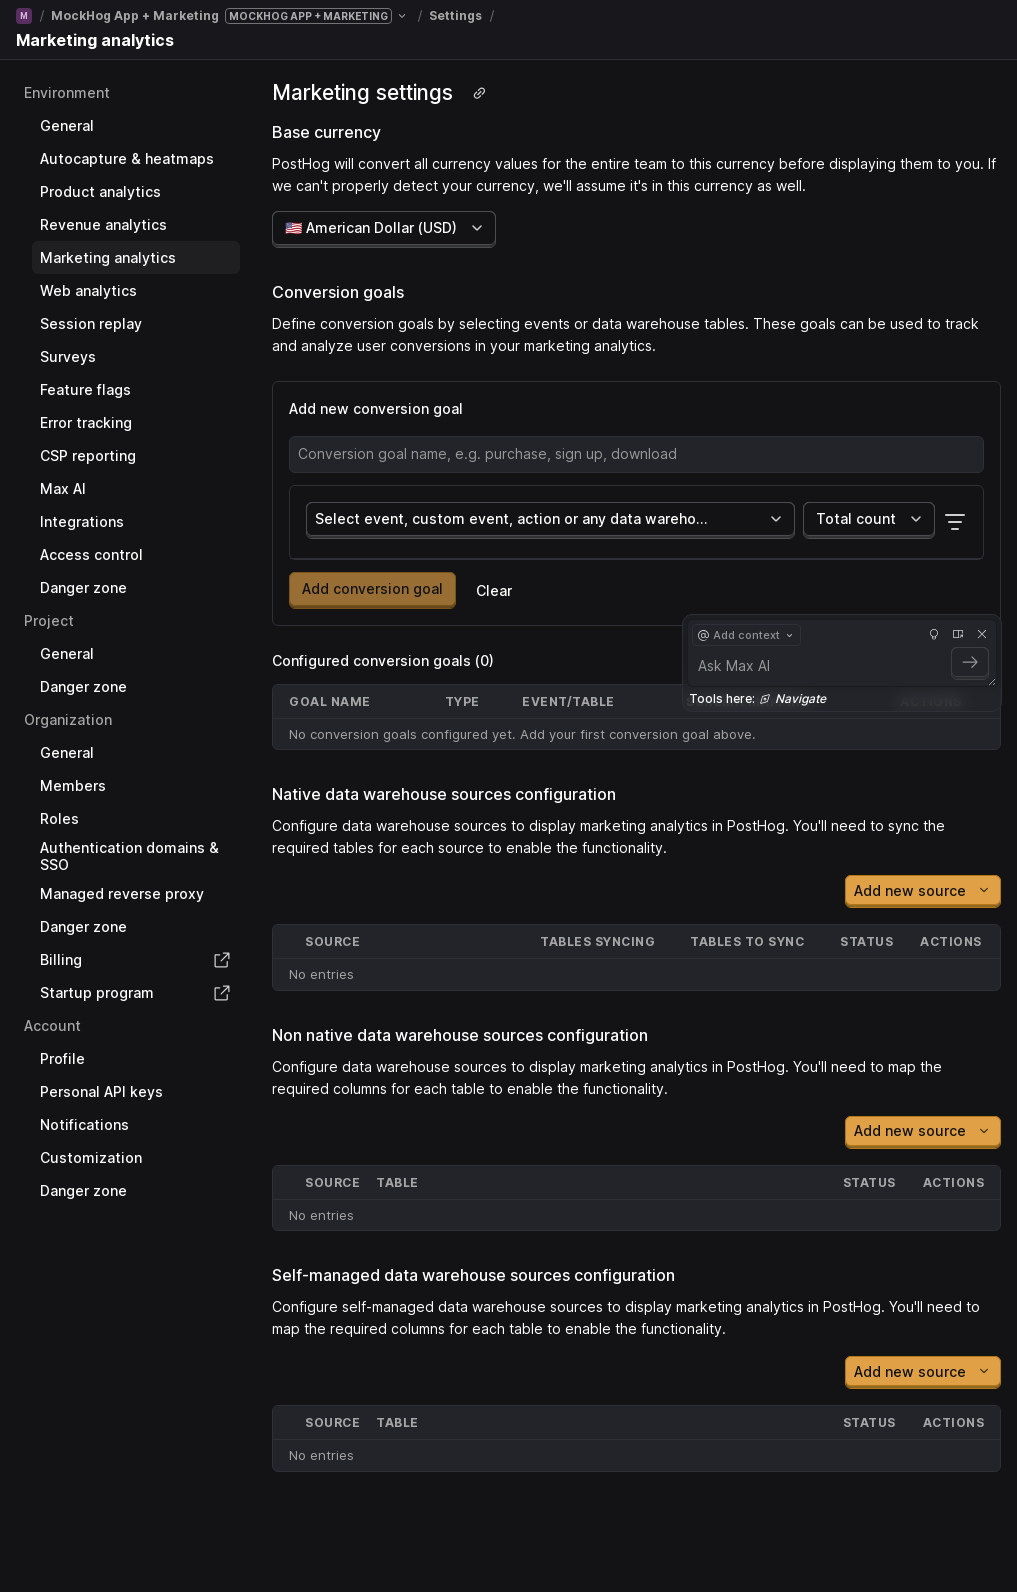 M / MockHog App + Marketing MOCKHOG APP + MARKETING / Settings /
Marketing analytics
Environment
General
Autocapture & heatmaps
Product analytics
Revenue analytics
Marketing analytics
Web analytics
Session replay
Surveys
Feature flags
Error tracking
CSP reporting
Max AI
Integrations
Access control
Danger zone
Project
General
Danger zone
Organization
General
Members
Roles
Authentication domains &
SSO
Managed reverse proxy
Danger zone
Billing
Startup program
Account
Profile
Personal API keys
Notifications
Customization
Danger zone
Marketing settings
Base currency
PostHog will convert all currency values for the entire team to this currency before displaying them to you. If
we can't properly detect your currency, we'll assume it's in this currency as well.
🇺🇸 American Dollar (USD)
Conversion goals
Define conversion goals by selecting events or data warehouse tables. These goals can be used to track
and analyze user conversions in your marketing analytics.
Add new conversion goal
Conversion goal name, e.g. purchase, sign up, download
Select event, custom event, action or any data wareho... Total count
Add conversion goal Clear
@ Add context
Ask Max AI
Tools here: Navigate
Configured conversion goals (0)
GOAL NAME TYPE EVENT/TABLE ACTIONS
No conversion goals configured yet. Add your first conversion goal above.
Native data warehouse sources configuration
Configure data warehouse sources to display marketing analytics in PostHog. You'll need to sync the
required tables for each source to enable the functionality.
Add new source
SOURCE TABLES SYNCING TABLES TO SYNC STATUS ACTIONS
No entries
Non native data warehouse sources configuration
Configure data warehouse sources to display marketing analytics in PostHog. You'll need to map the
required columns for each table to enable the functionality.
Add new source
SOURCE TABLE STATUS ACTIONS
No entries
Self-managed data warehouse sources configuration
Configure self-managed data warehouse sources to display marketing analytics in PostHog. You'll need to
map the required columns for each table to enable the functionality.
Add new source
SOURCE TABLE STATUS ACTIONS
No entries